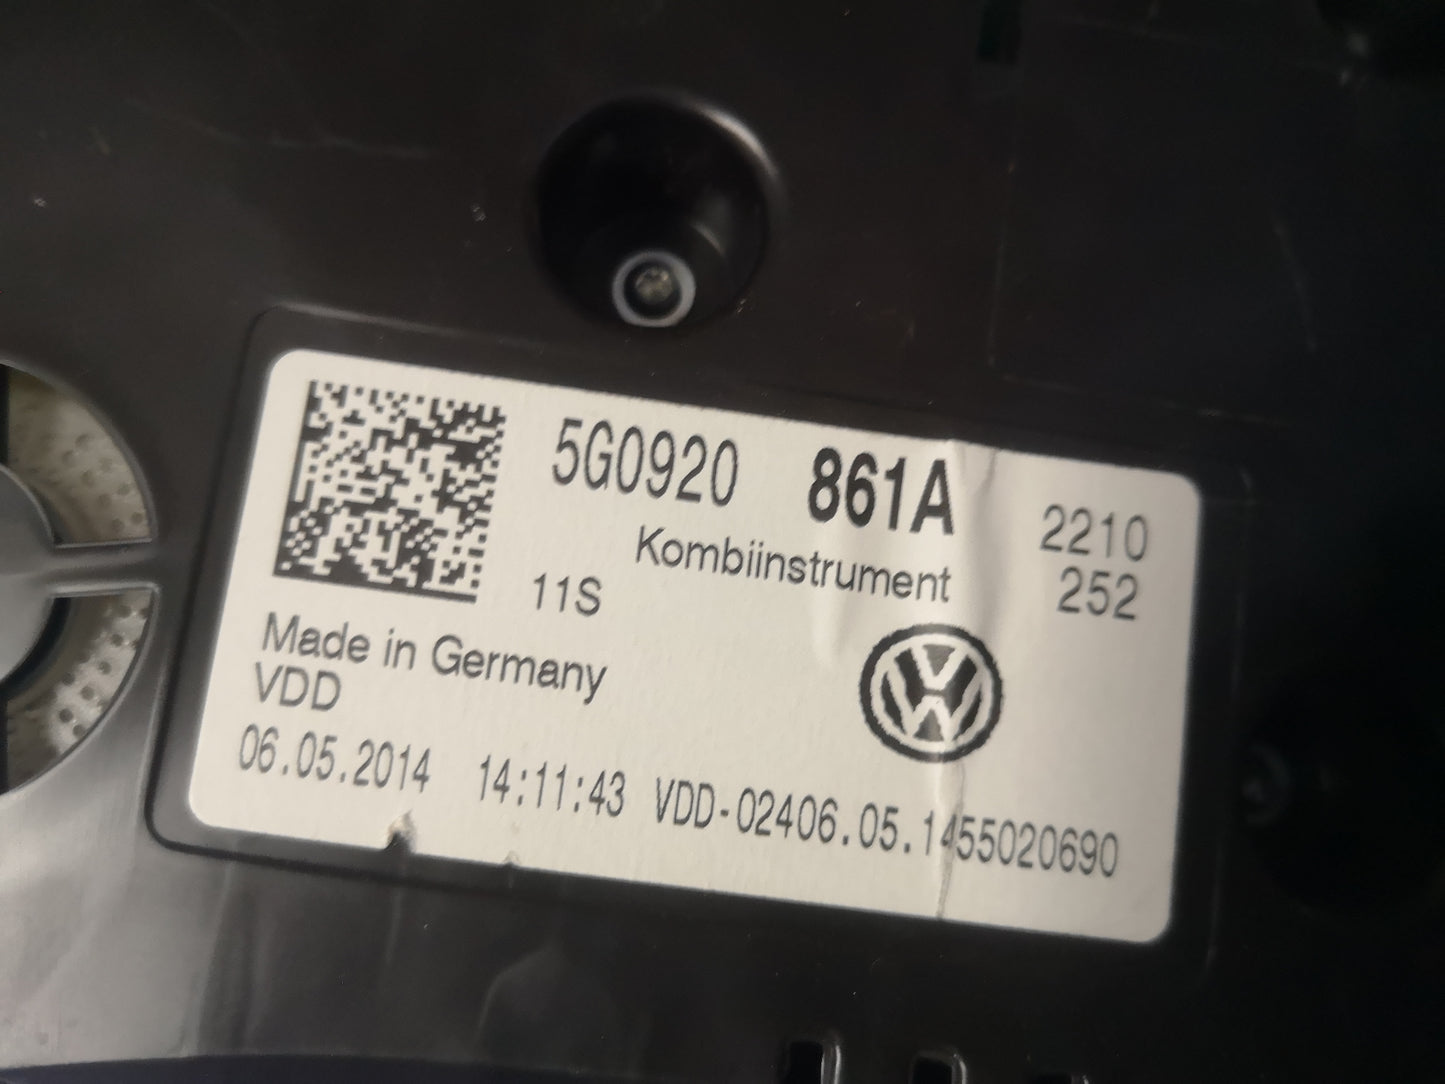 5G0920 861A 2210
Kombiinstrument 252
11S
Made in Germany
VDD
06.05.2014 14:11:43 VDD-02406.05.1455020690